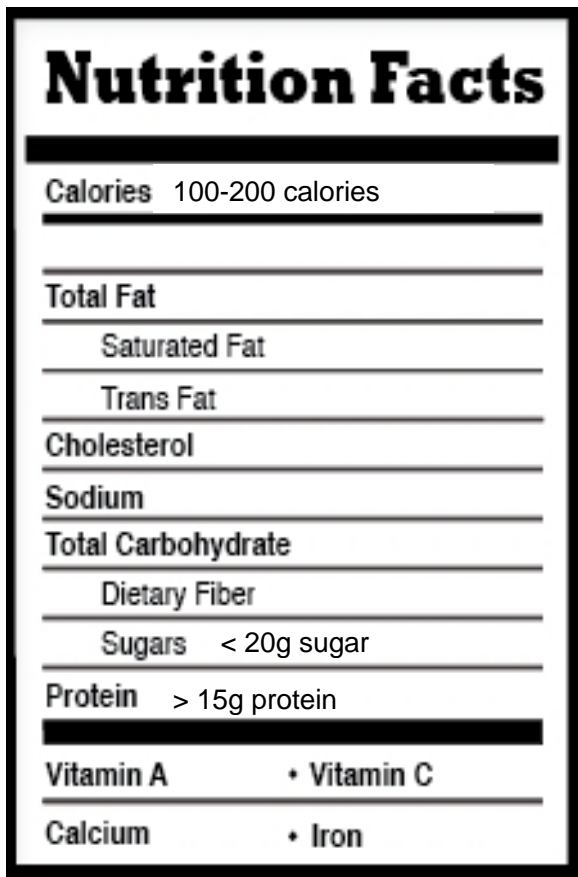 Nutrition Facts
Calories 100-200 calories
Total Fat
Saturated Fat
Trans Fat
Cholesterol
Sodium
Total Carbohydrate
Dietary Fiber
Sugars < 20g sugar
Protein > 15g protein
Vitamin A • Vitamin C
Calcium • Iron